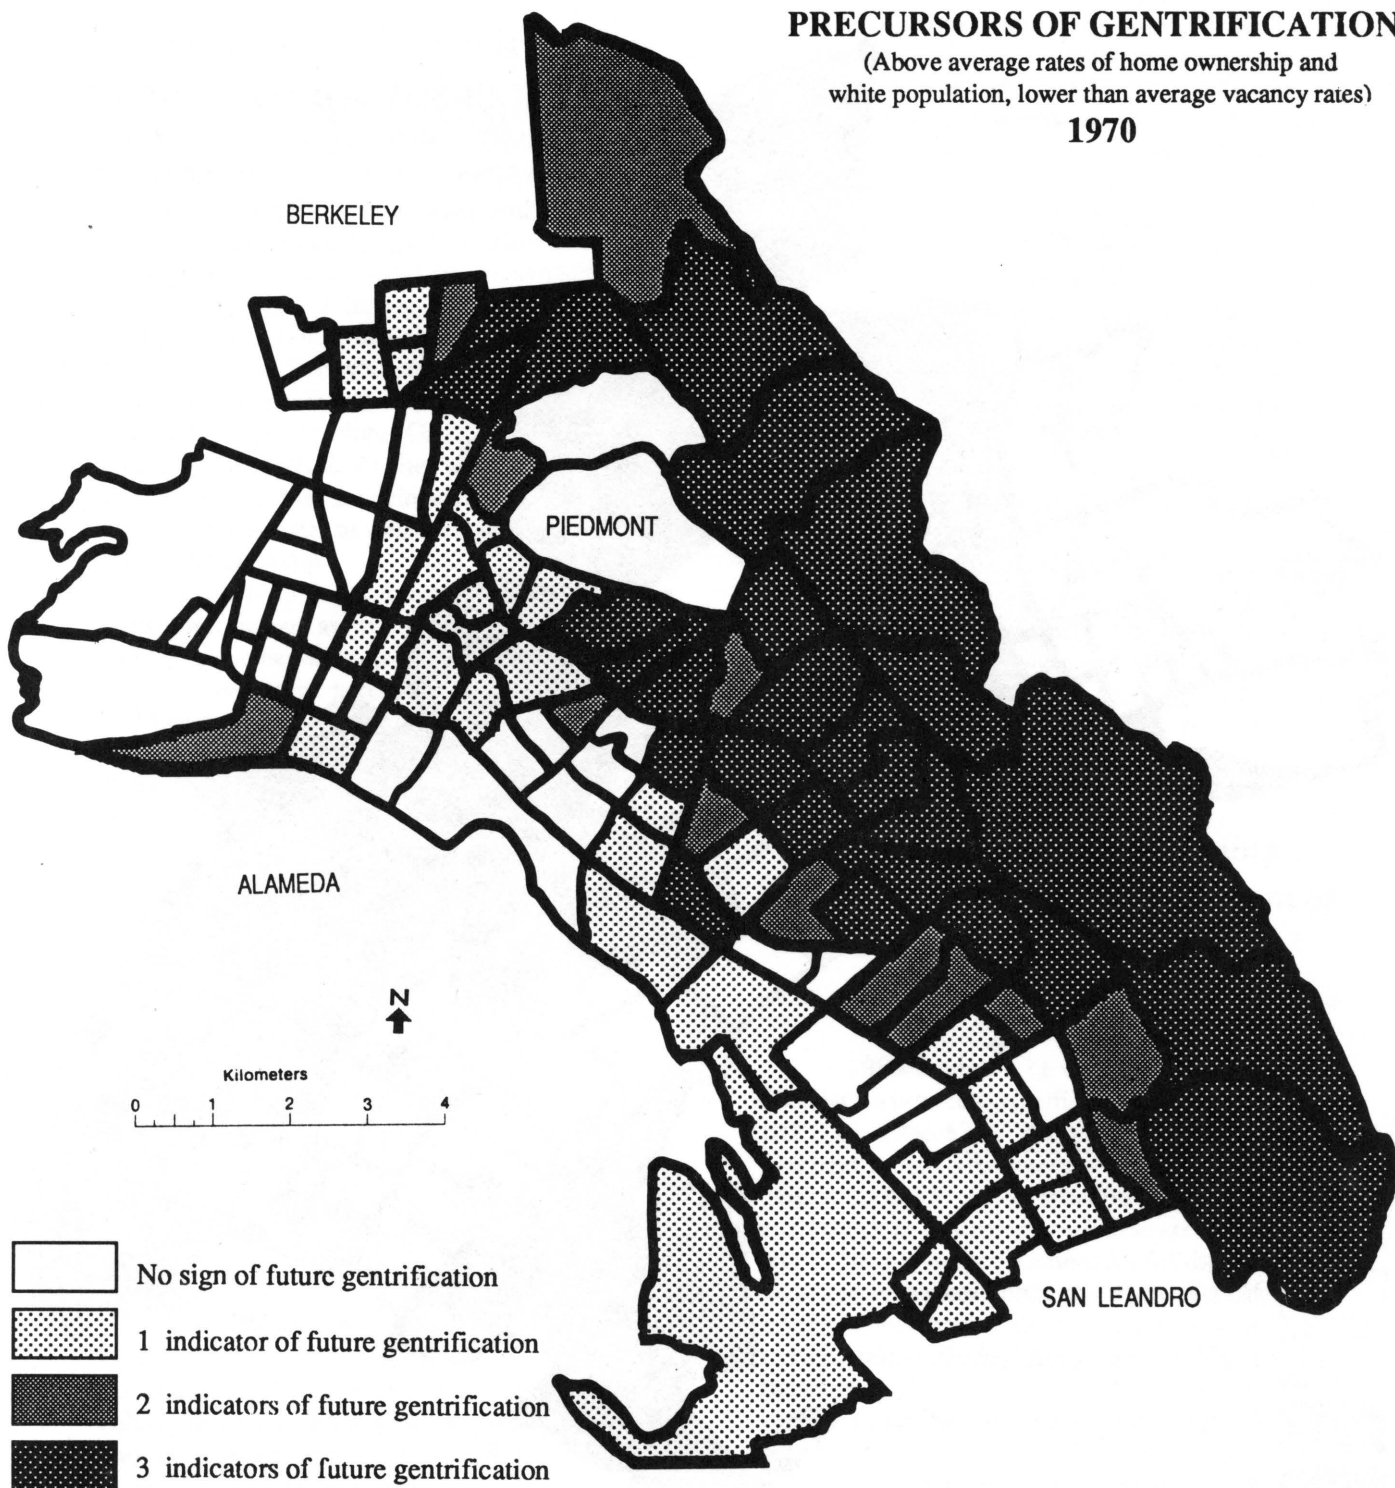 PRECURSORS OF GENTRIFICATION
(Above average rates of home ownership and
white population, lower than average vacancy rates)
1970
BERKELEY
PIEDMONT
ALAMEDA
N
Kilometers
0 1 2 3 4
SAN LEANDRO
No sign of future gentrification
1 indicator of future gentrification
2 indicators of future gentrification
3 indicators of future gentrification